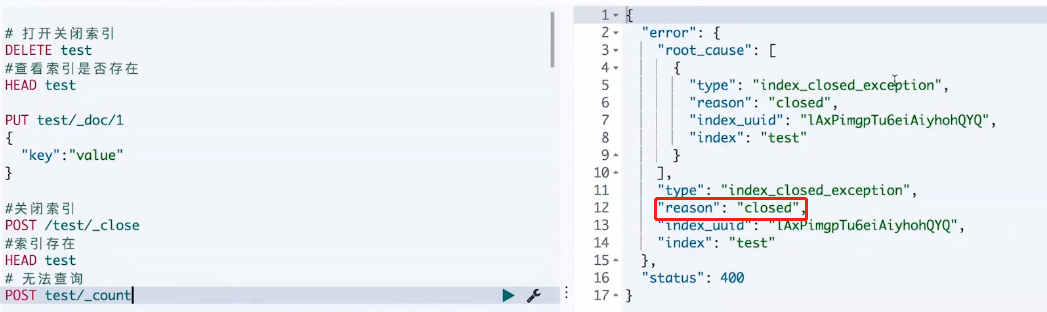 # 打开关闭索引
DELETE test
#查看索引是否存在
HEAD test
PUT test/_doc/1
{
"key":"value"
}
#关闭索引
POST /test/_close
#索引存在
HEAD test
# 无法查询
POST test/_count
1 {
2 "error": {
3 "root_cause": [
4 {
5 "type": "index_closed_exception",
6 "reason": "closed",
7 "index_uuid": "lAxPimgpTu6eiAiyhohQYQ",
8 "index": "test"
9 }
10 ],
11 "type": "index_closed_exception",
12 "reason": "closed",
13 "index_uuid": "lAxPimgpTu6eiAiyhohQYQ",
14 "index": "test"
15 },
16 "status": 400
17 }